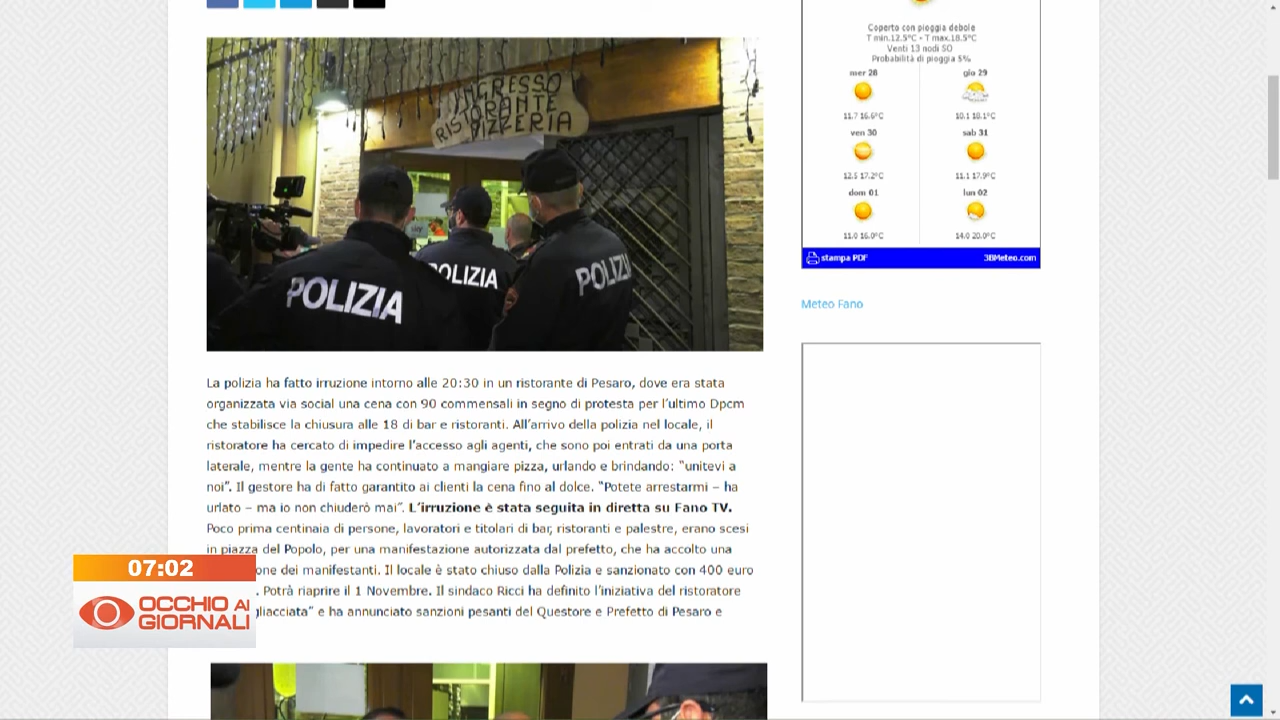 INGRESSO
RISTORANTE
PIZZERIA
sky
POLIZIA
POLIZIA
POLIZIA
La polizia ha fatto irruzione intorno alle 20:30 in un ristorante di Pesaro, dove era stata
organizzata via social una cena con 90 commensali in segno di protesta per l'ultimo Dpcm
che stabilisce la chiusura alle 18 di bar e ristoranti. All'arrivo della polizia nel locale, il
ristoratore ha cercato di impedire l'accesso agli agenti, che sono poi entrati da una porta
laterale, mentre la gente ha continuato a mangiare pizza, urlando e brindando: "unitevi a
noi". Il gestore ha di fatto garantito ai clienti la cena fino al dolce. "Potete arrestarmi – ha
urlato – ma io non chiuderò mai". L'irruzione è stata seguita in diretta su Fano TV.
Poco prima centinaia di persone, lavoratori e titolari di bar, ristoranti e palestre, erano scesi
in piazza del Popolo, per una manifestazione autorizzata dal prefetto, che ha accolto una
one dei manifestanti. Il locale è stato chiuso dalla Polizia e sanzionato con 400 euro
. Potrà riaprire il 1 Novembre. Il sindaco Ricci ha definito l'iniziativa del ristoratore
gliacciata" e ha annunciato sanzioni pesanti del Questore e Prefetto di Pesaro e
07:02
OCCHIO AI
GIORNALI
Coperto con pioggia debole
T min.12.5°C - T max.18.5°C
Venti 13 nodi SO
Probabilità di pioggia 5%
mer 28 gio 29
11.7 16.6°C 10.1 18.1°C
ven 30 sab 31
12.5 17.2°C 11.1 17.9°C
dom 01 lun 02
11.0 16.0°C 14.0 20.0°C
stampa PDF 3BMeteo.com
Meteo Fano